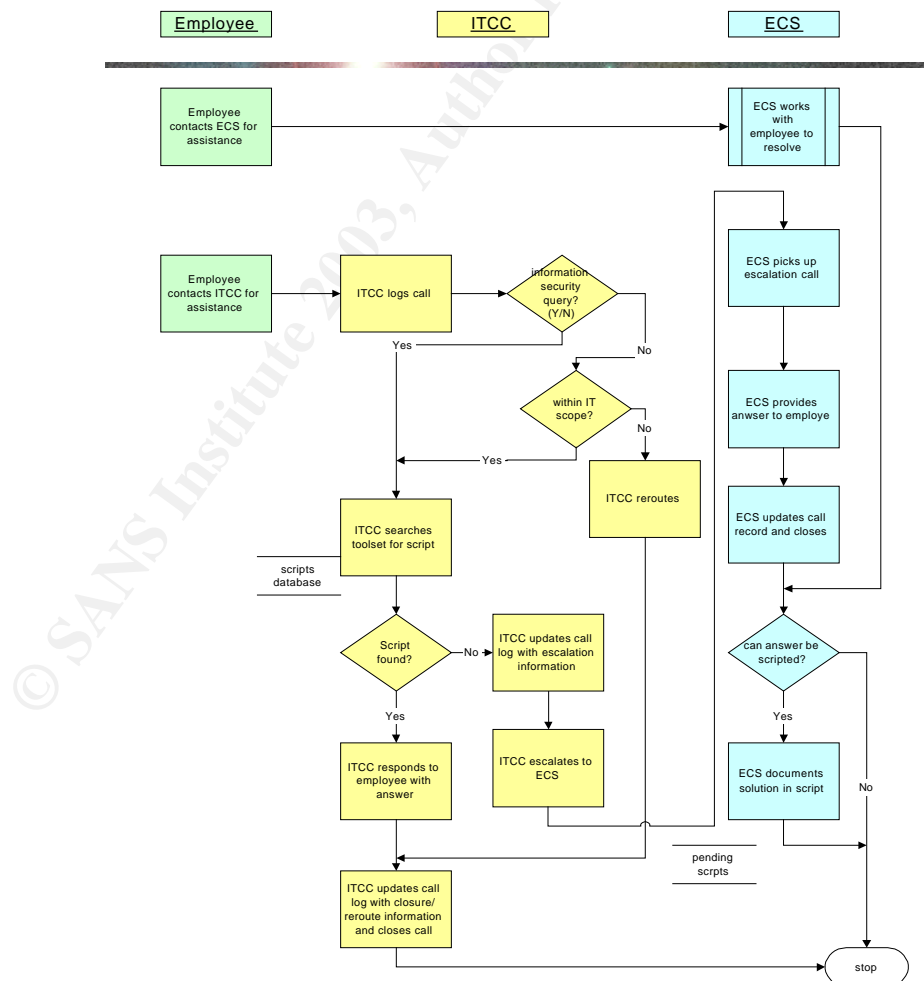 Employee
ITCC
ECS
Employee
contacts ECS for
assistance
ECS works
with
employee to
resolve
ECS picks up
escalation call
Employee
contacts ITCC for
assistance
ITCC logs call
information
security
query?
(Y/N)
Yes
No
within IT
scope?
No
Yes
ECS provides
anwser to employe
ITCC reroutes
ITCC searches
toolset for script
ECS updates call
record and closes
scripts
database
Script
found?
No
ITCC updates call
log with escalation
information
can answer be
scripted?
Yes
Yes
ITCC responds to
employee with
answer
ITCC escalates to
ECS
ECS documents
solution in script
No
pending
scrpts
ITCC updates call
log with closure/
reroute information
and closes call
stop
© SANS Institute 2003, Author